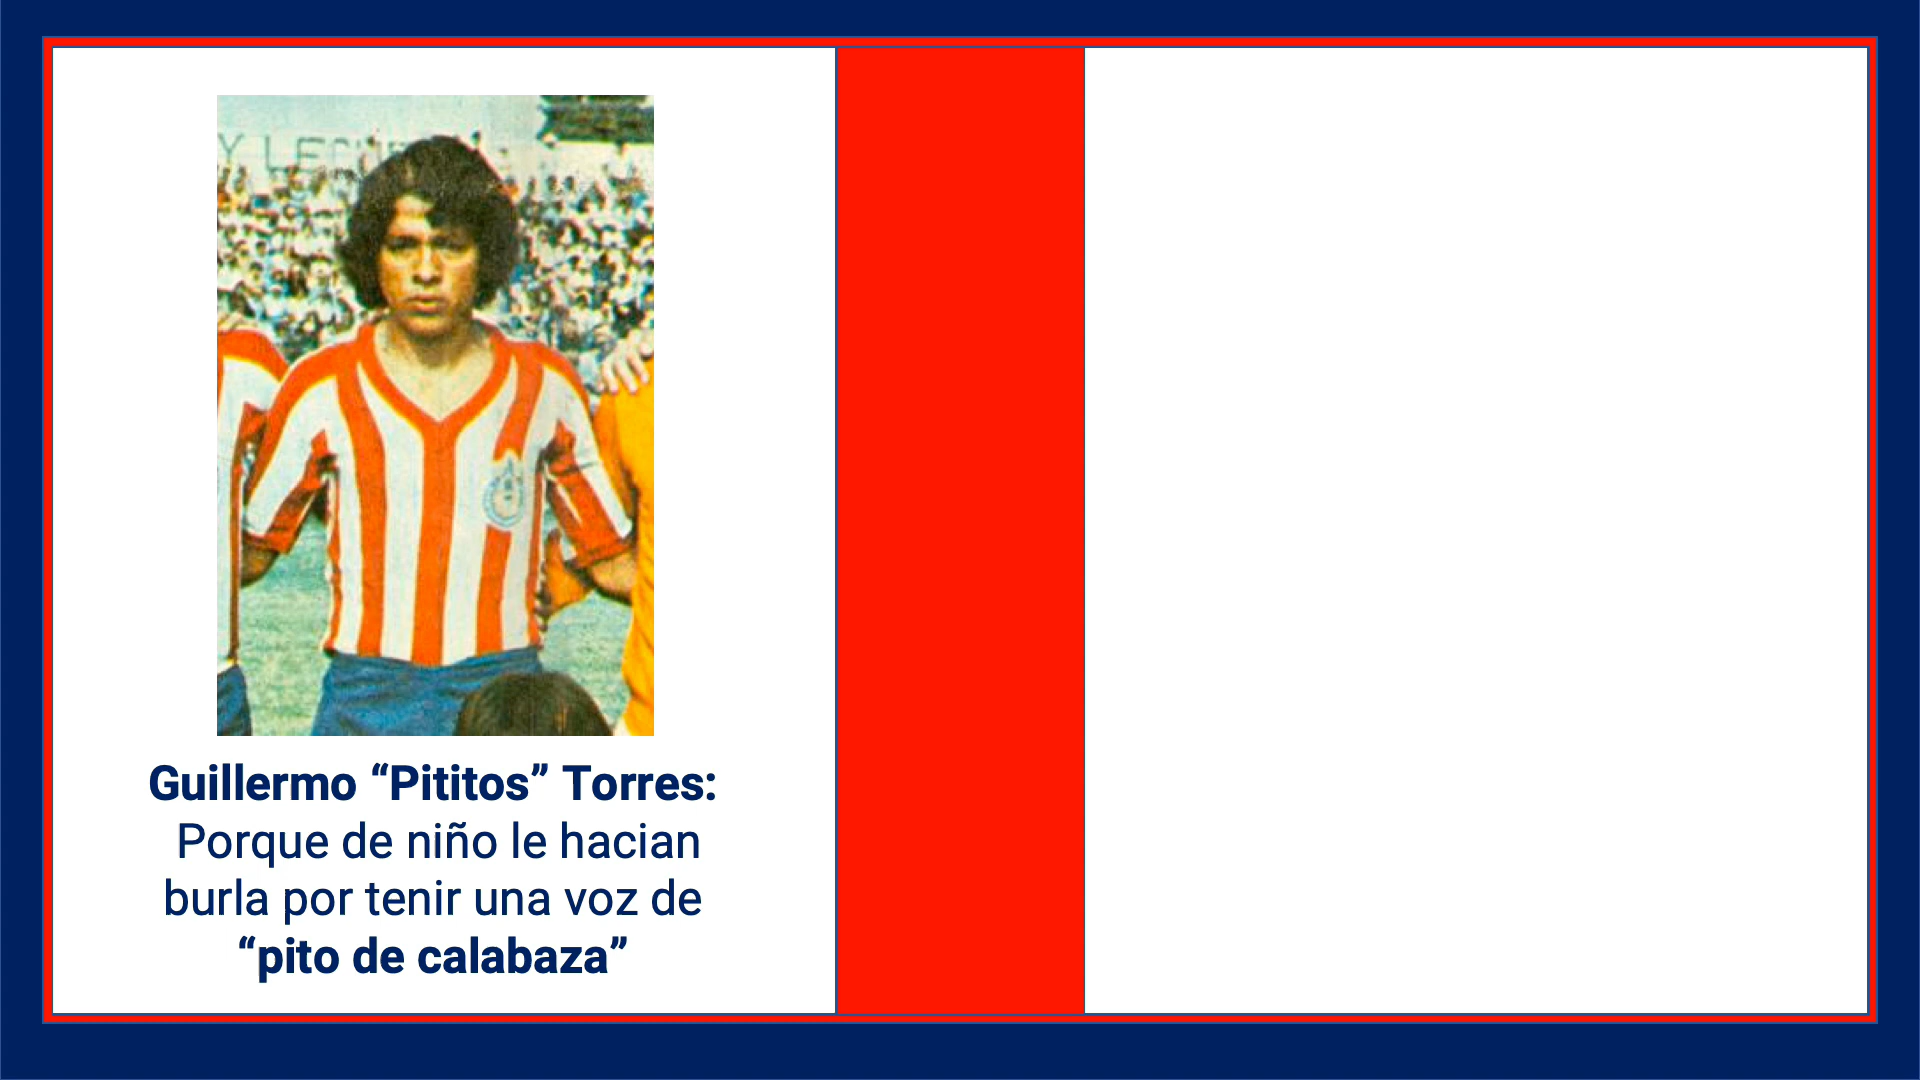 Guillermo “Pititos” Torres:
Porque de niño le hacian
burla por tenir una voz de
“pito de calabaza”